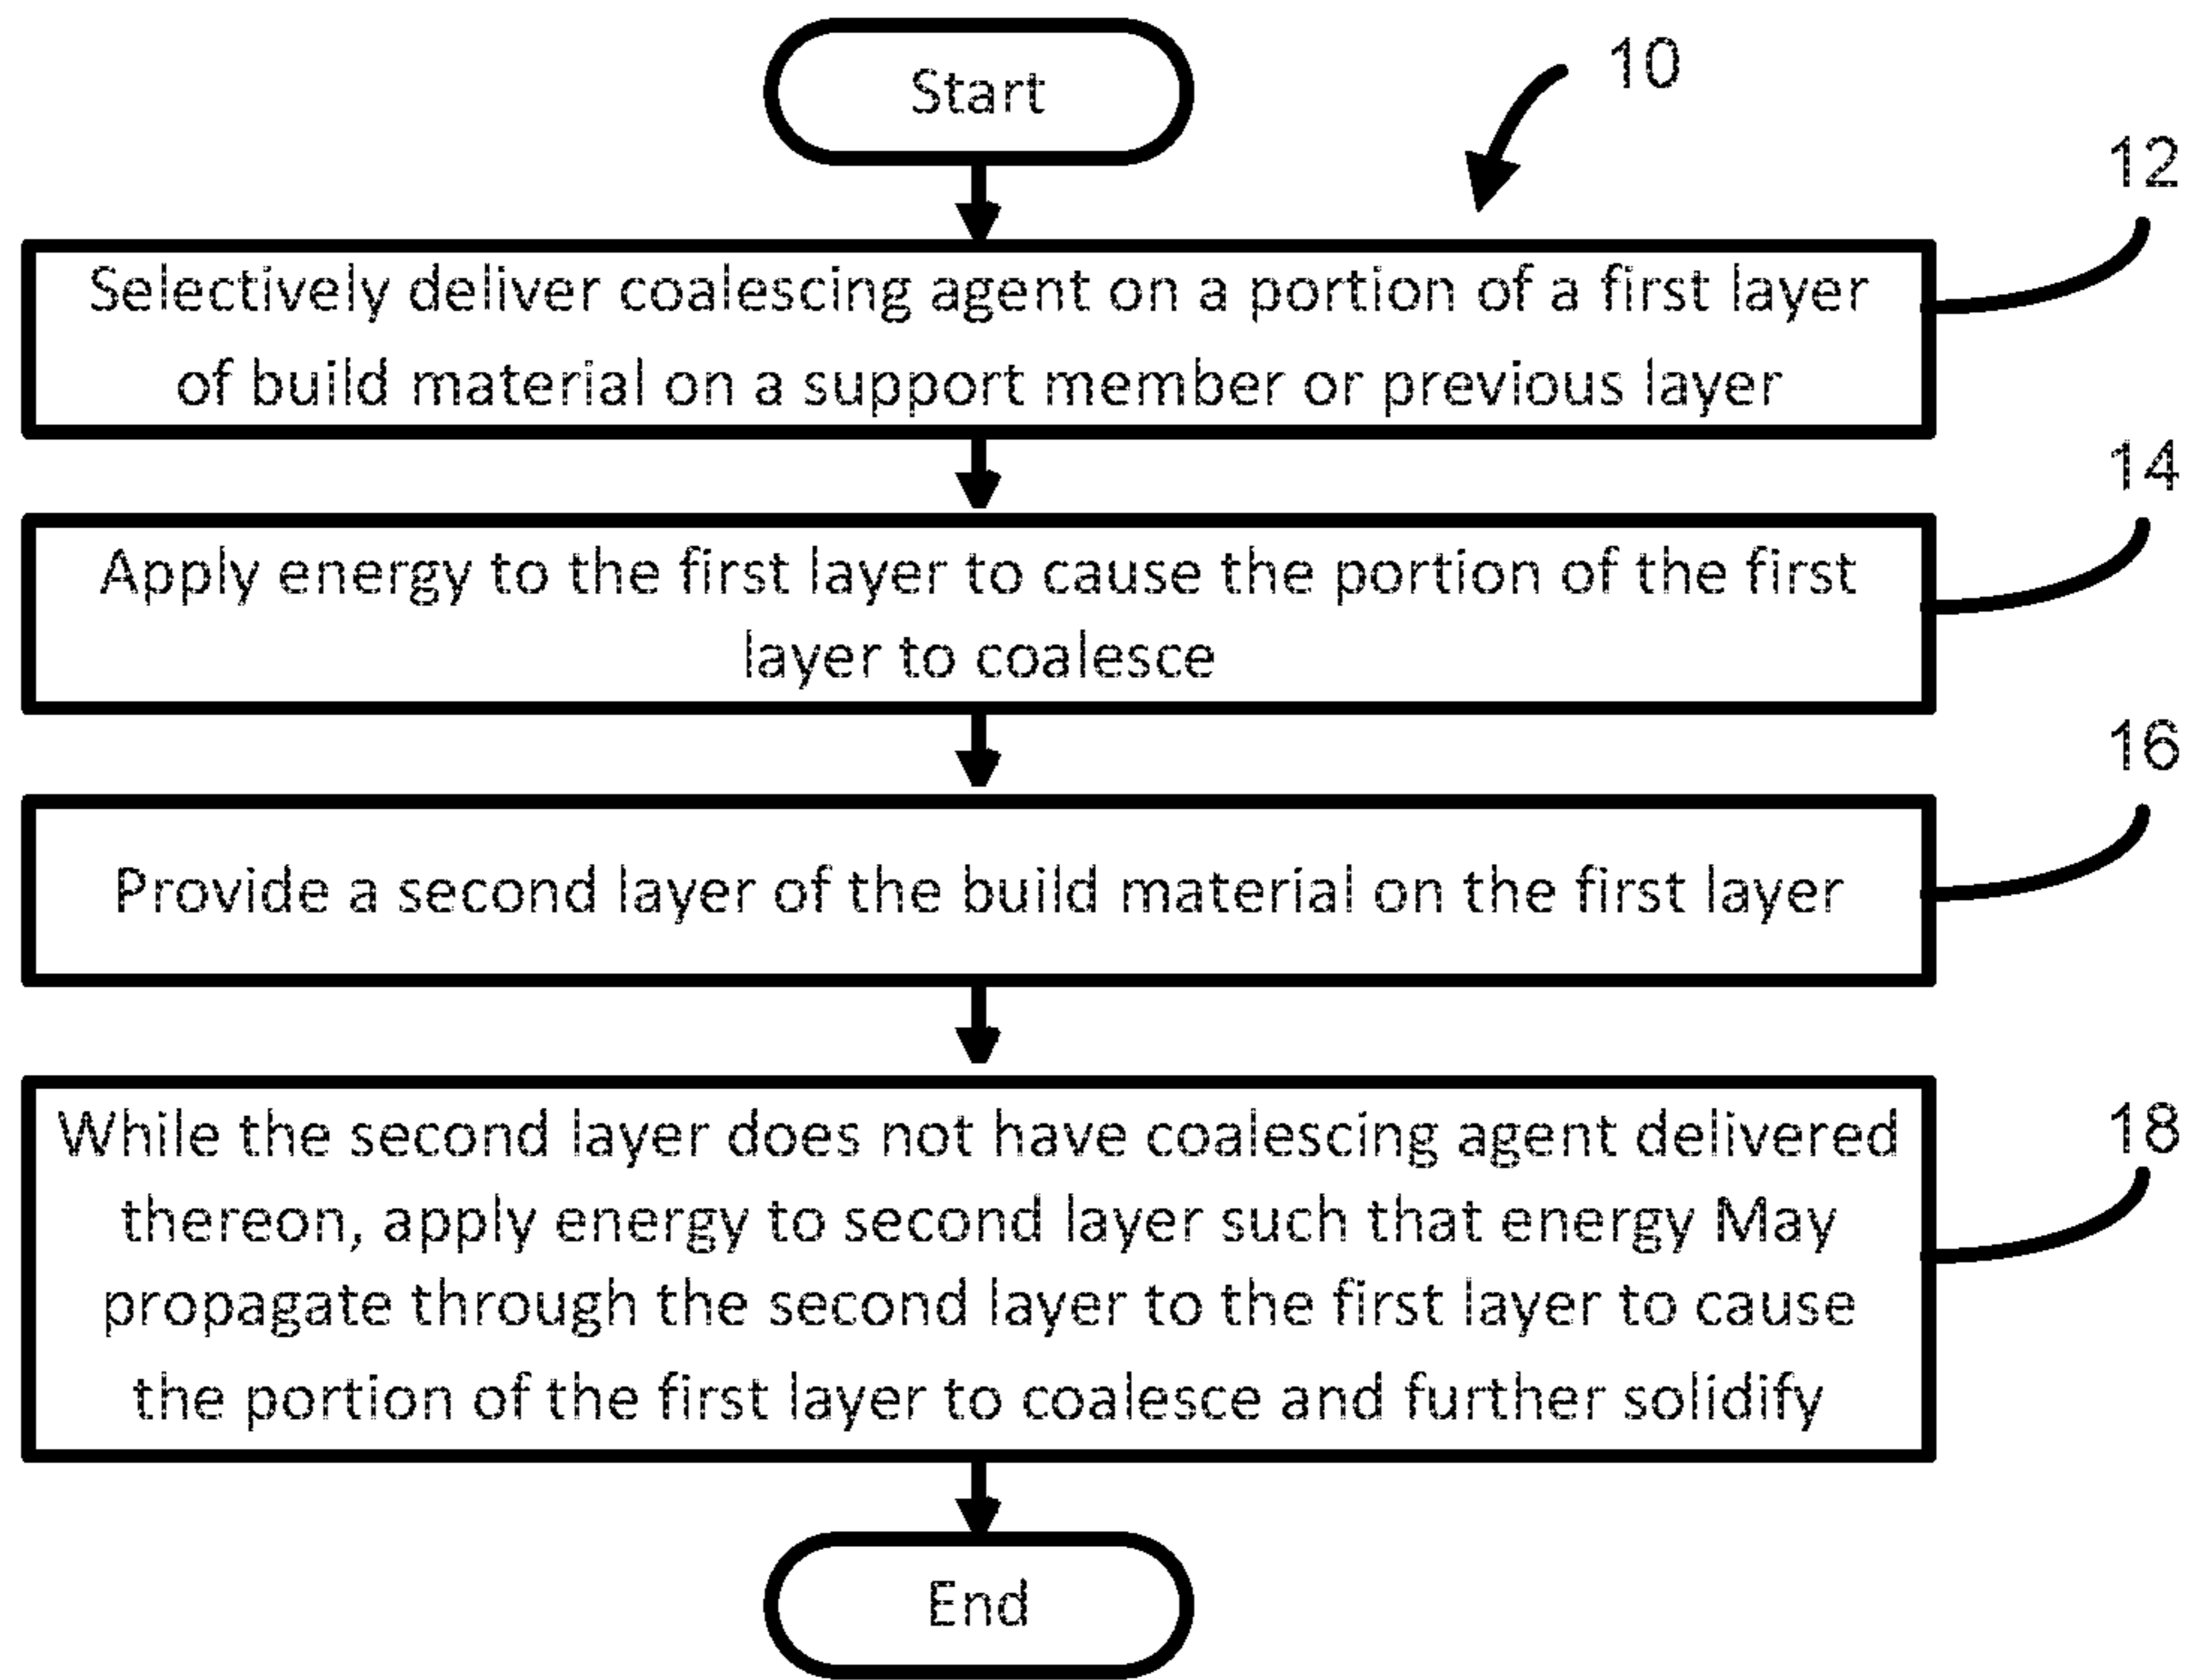 Start
10
12
Selectively deliver coalescing agent on a portion of a first layer
of build material on a support member or previous layer
14
Apply energy to the first layer to cause the portion of the first
layer to coalesce
16
Provide a second layer of the build material on the first layer
18
While the second layer does not have coalescing agent delivered
thereon, apply energy to second layer such that energy May
propagate through the second layer to the first layer to cause
the portion of the first layer to coalesce and further solidify
End